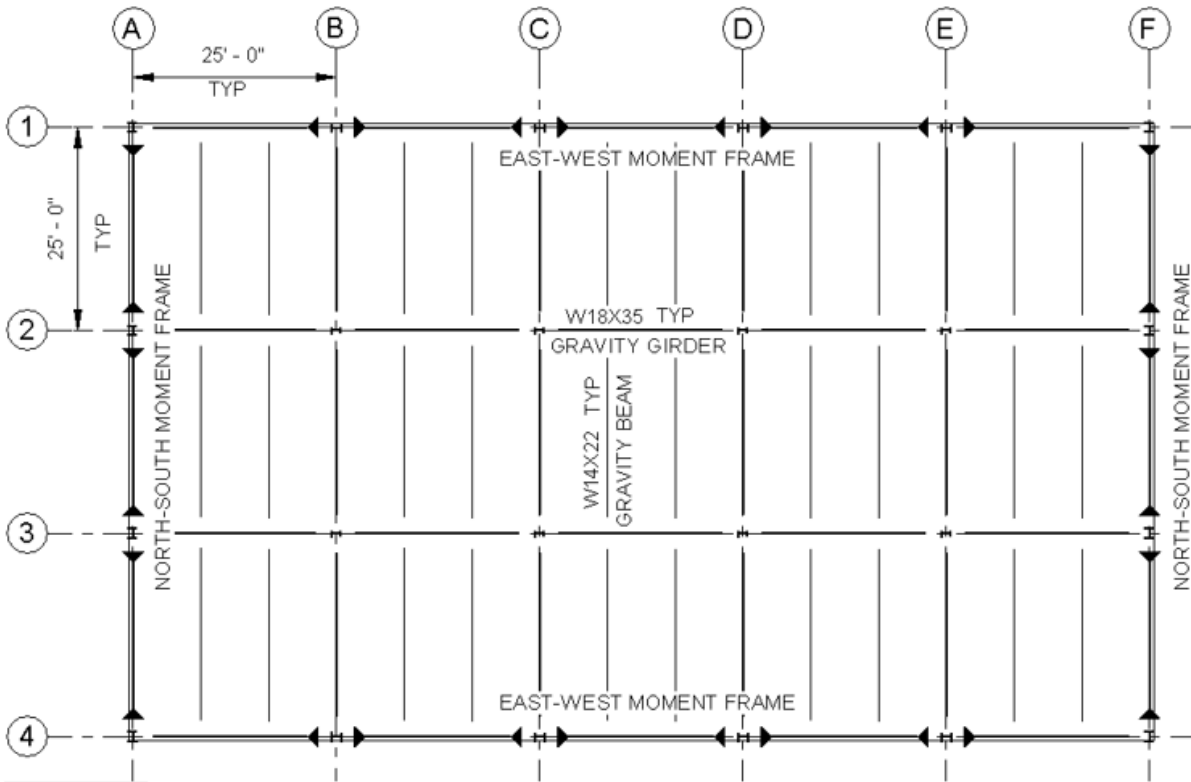 A B C D E F
25' - 0"
TYP
1
EAST-WEST MOMENT FRAME
25' - 0"
TYP
NORTH-SOUTH MOMENT FRAME
NORTH-SOUTH MOMENT FRAME
2
W18X35 TYP
GRAVITY GIRDER
W14X22 TYP
GRAVITY BEAM
3
EAST-WEST MOMENT FRAME
4